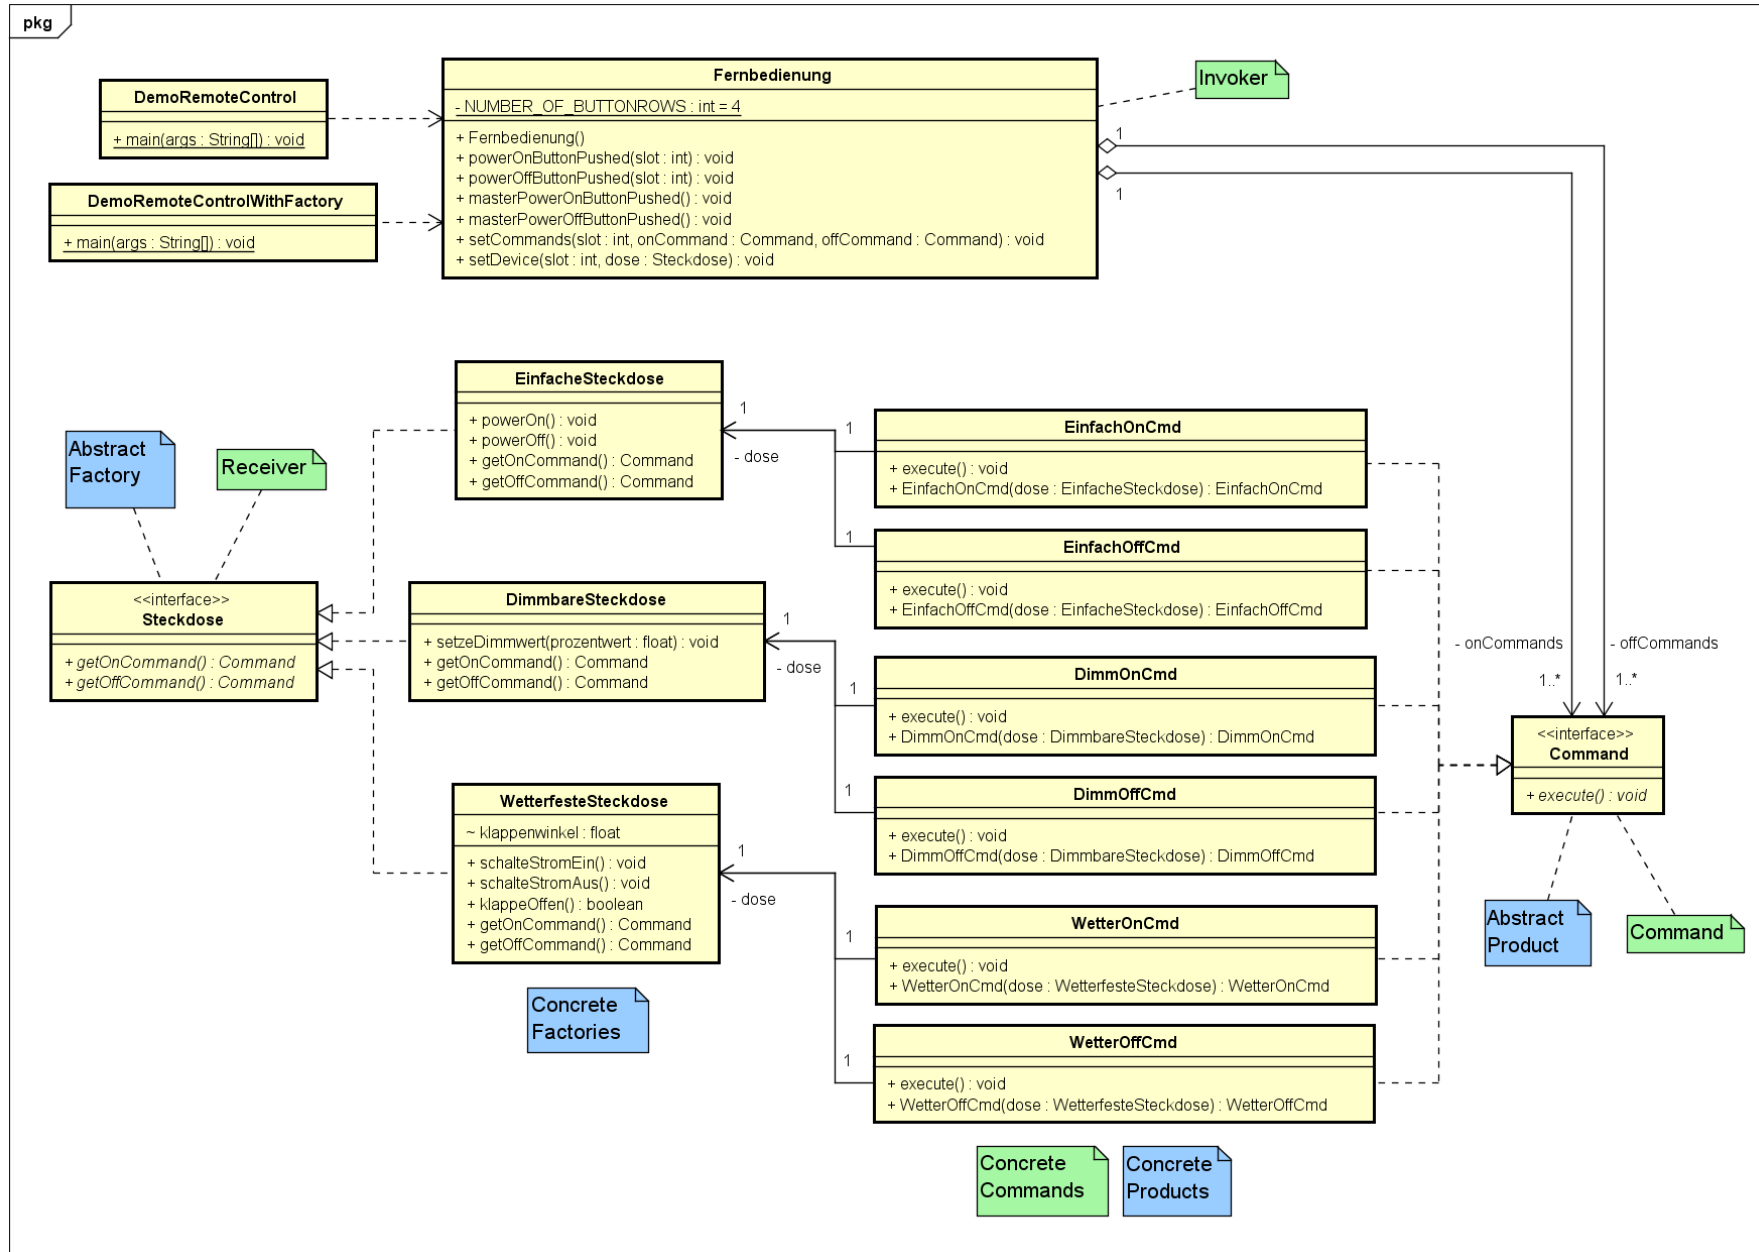 pkg
DemoRemoteControl
+ main(args : String[]) : void
DemoRemoteControlWithFactory
+ main(args : String[]) : void
Fernbedienung
- NUMBER_OF_BUTTONROWS : int = 4
+ Fernbedienung()
+ powerOnButtonPushed(slot : int) : void
+ powerOffButtonPushed(slot : int) : void
+ masterPowerOnButtonPushed() : void
+ masterPowerOffButtonPushed() : void
+ setCommands(slot : int, onCommand : Command, offCommand : Command) : void
+ setDevice(slot : int, dose : Steckdose) : void
Invoker
1
1
EinfacheSteckdose
+ powerOn() : void
+ powerOff() : void
+ getOnCommand() : Command
+ getOffCommand() : Command
1
- dose
1
EinfachOnCmd
+ execute() : void
+ EinfachOnCmd(dose : EinfacheSteckdose) : EinfachOnCmd
1
EinfachOffCmd
+ execute() : void
+ EinfachOffCmd(dose : EinfacheSteckdose) : EinfachOffCmd
Abstract
Factory
Receiver
<<interface>>
Steckdose
+ getOnCommand() : Command
+ getOffCommand() : Command
DimmbareSteckdose
+ setzeDimmwert(prozentwert : float) : void
+ getOnCommand() : Command
+ getOffCommand() : Command
1
- dose
1
DimmOnCmd
+ execute() : void
+ DimmOnCmd(dose : DimmbareSteckdose) : DimmOnCmd
1
DimmOffCmd
+ execute() : void
+ DimmOffCmd(dose : DimmbareSteckdose) : DimmOffCmd
- onCommands
- offCommands
1..*
1..*
<<interface>>
Command
+ execute() : void
Abstract
Product
Command
WetterfesteSteckdose
~ klappenwinkel : float
+ schalteStromEin() : void
+ schalteStromAus() : void
+ klappeOffen() : boolean
+ getOnCommand() : Command
+ getOffCommand() : Command
1
- dose
1
WetterOnCmd
+ execute() : void
+ WetterOnCmd(dose : WetterfesteSteckdose) : WetterOnCmd
1
WetterOffCmd
+ execute() : void
+ WetterOffCmd(dose : WetterfesteSteckdose) : WetterOffCmd
Concrete
Factories
Concrete
Commands
Concrete
Products